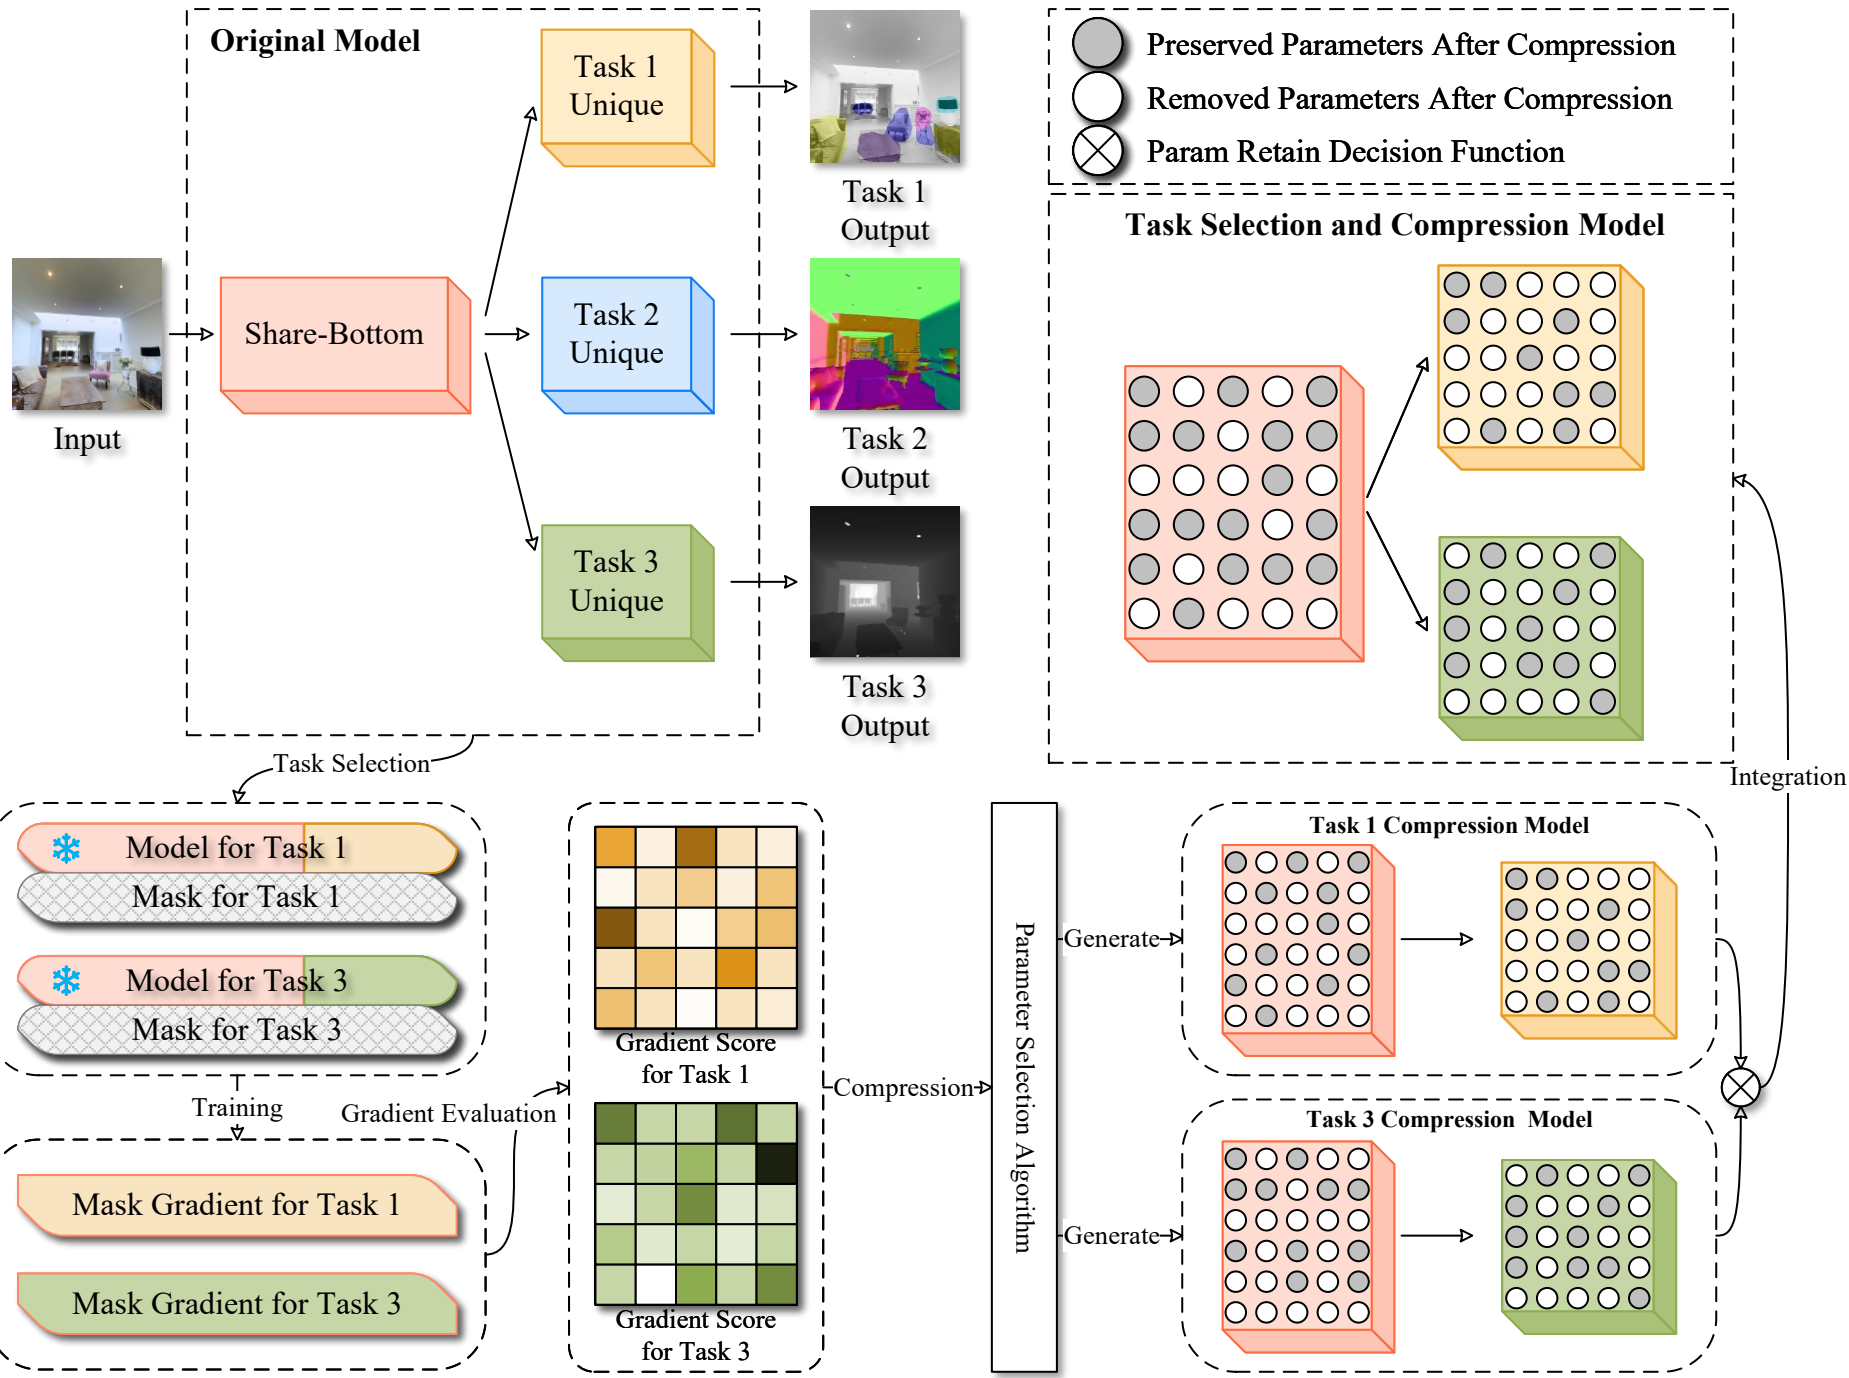 Original Model
Task 1
Unique
Task 1
Output
Share-Bottom
Input
Task 2
Unique
Task 2
Output
Task 3
Unique
Task 3
Output
Preserved Parameters After Compression
Removed Parameters After Compression
Param Retain Decision Function
Task Selection and Compression Model
Integration
Task Selection
Model for Task 1
Mask for Task 1
Model for Task 3
Mask for Task 3
Training
Mask Gradient for Task 1
Mask Gradient for Task 3
Gradient Evaluation
Gradient Score
for Task 1
Gradient Score
for Task 3
Compression
Parameter Selection Algorithm
Generate
Generate
Task 1 Compression Model
Task 3 Compression Model